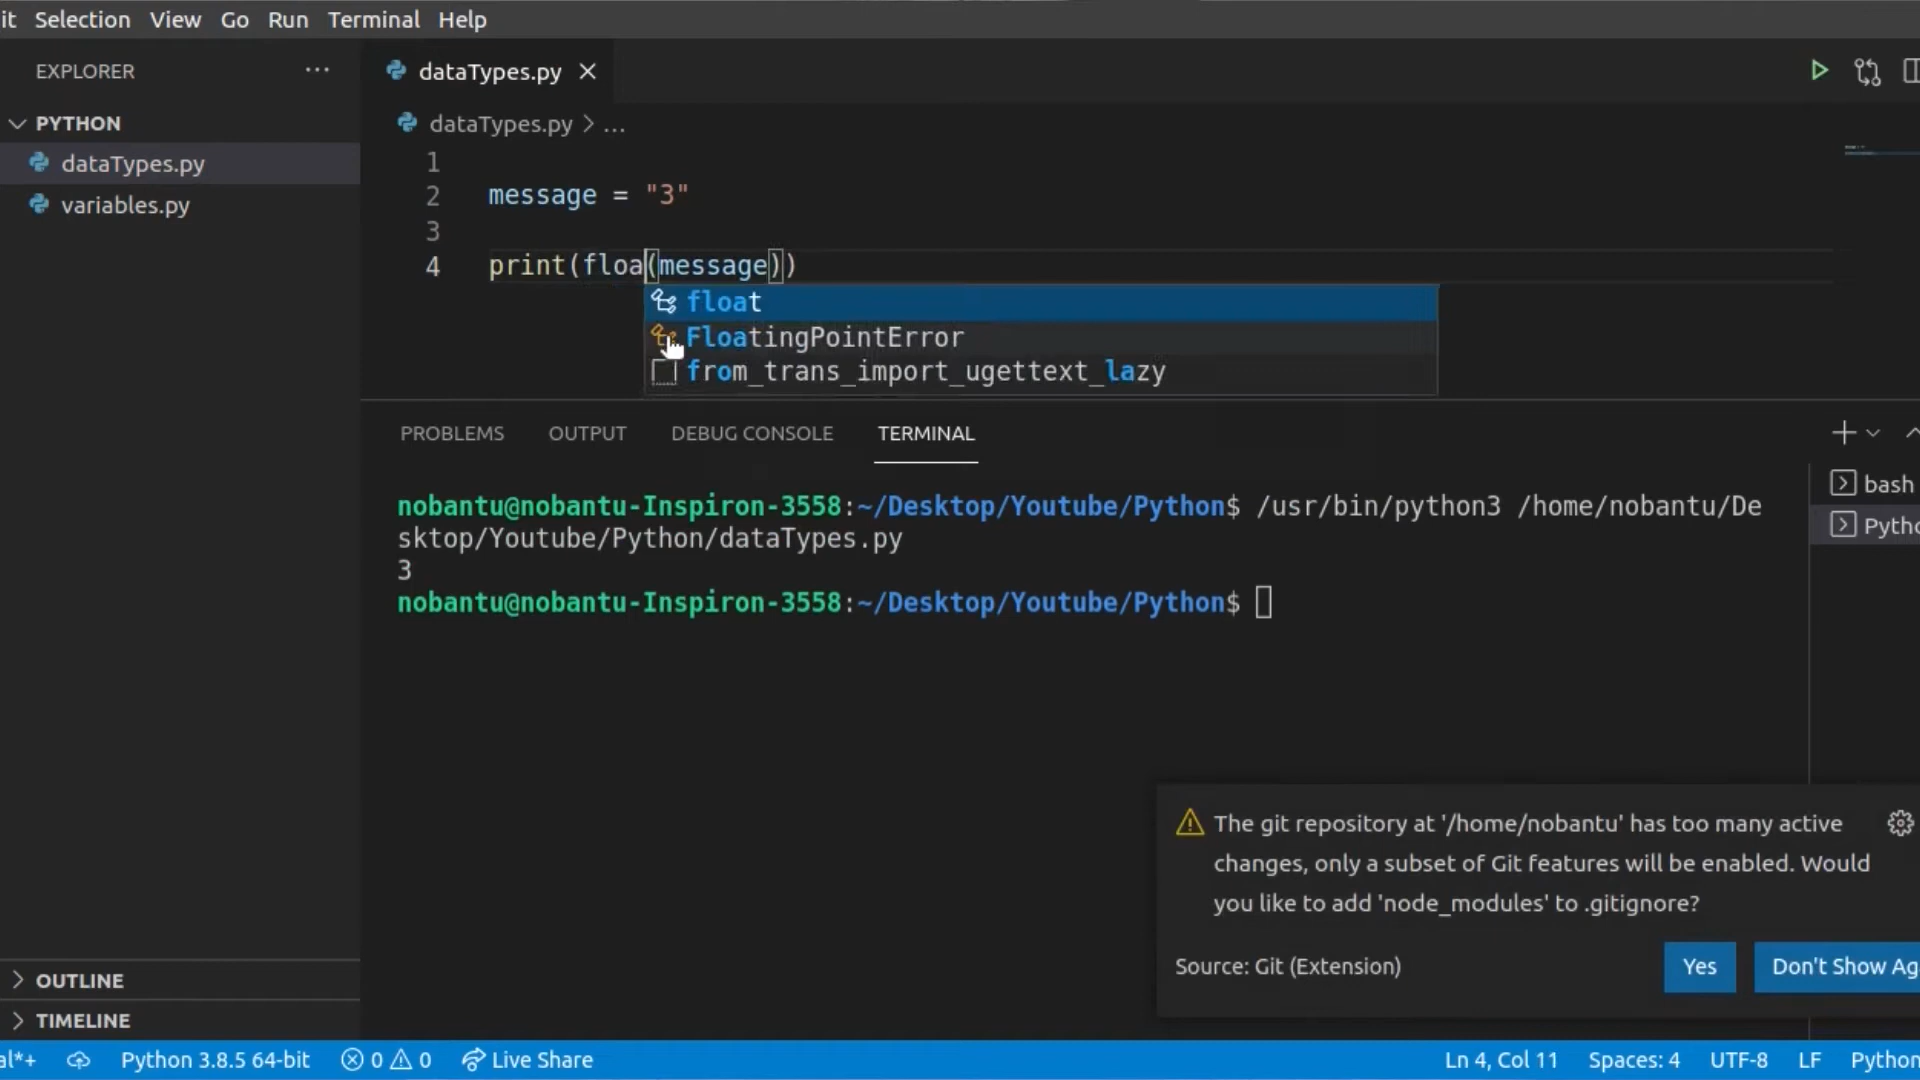 it Selection View Go Run Terminal Help
EXPLORER ...
dataTypes.py
PYTHON
dataTypes.py > ...
dataTypes.py
variables.py
1
2 message = "3"
3
4 print(floa(message))
float
FloatingPointError
from_trans_import_ugettext_lazy
PROBLEMS OUTPUT DEBUG CONSOLE TERMINAL
nobantu@nobantu-Inspiron-3558:~/Desktop/Youtube/Python$ /usr/bin/python3 /home/nobantu/De
sktop/Youtube/Python/dataTypes.py
3
nobantu@nobantu-Inspiron-3558:~/Desktop/Youtube/Python$
bash
Pytho
The git repository at '/home/nobantu' has too many active
changes, only a subset of Git features will be enabled. Would
you like to add 'node_modules' to .gitignore?
Source: Git (Extension)
Yes
Don't Show Ag
OUTLINE
TIMELINE
al*+ Python 3.8.5 64-bit 0 0 Live Share Ln 4, Col 11 Spaces: 4 UTF-8 LF Python